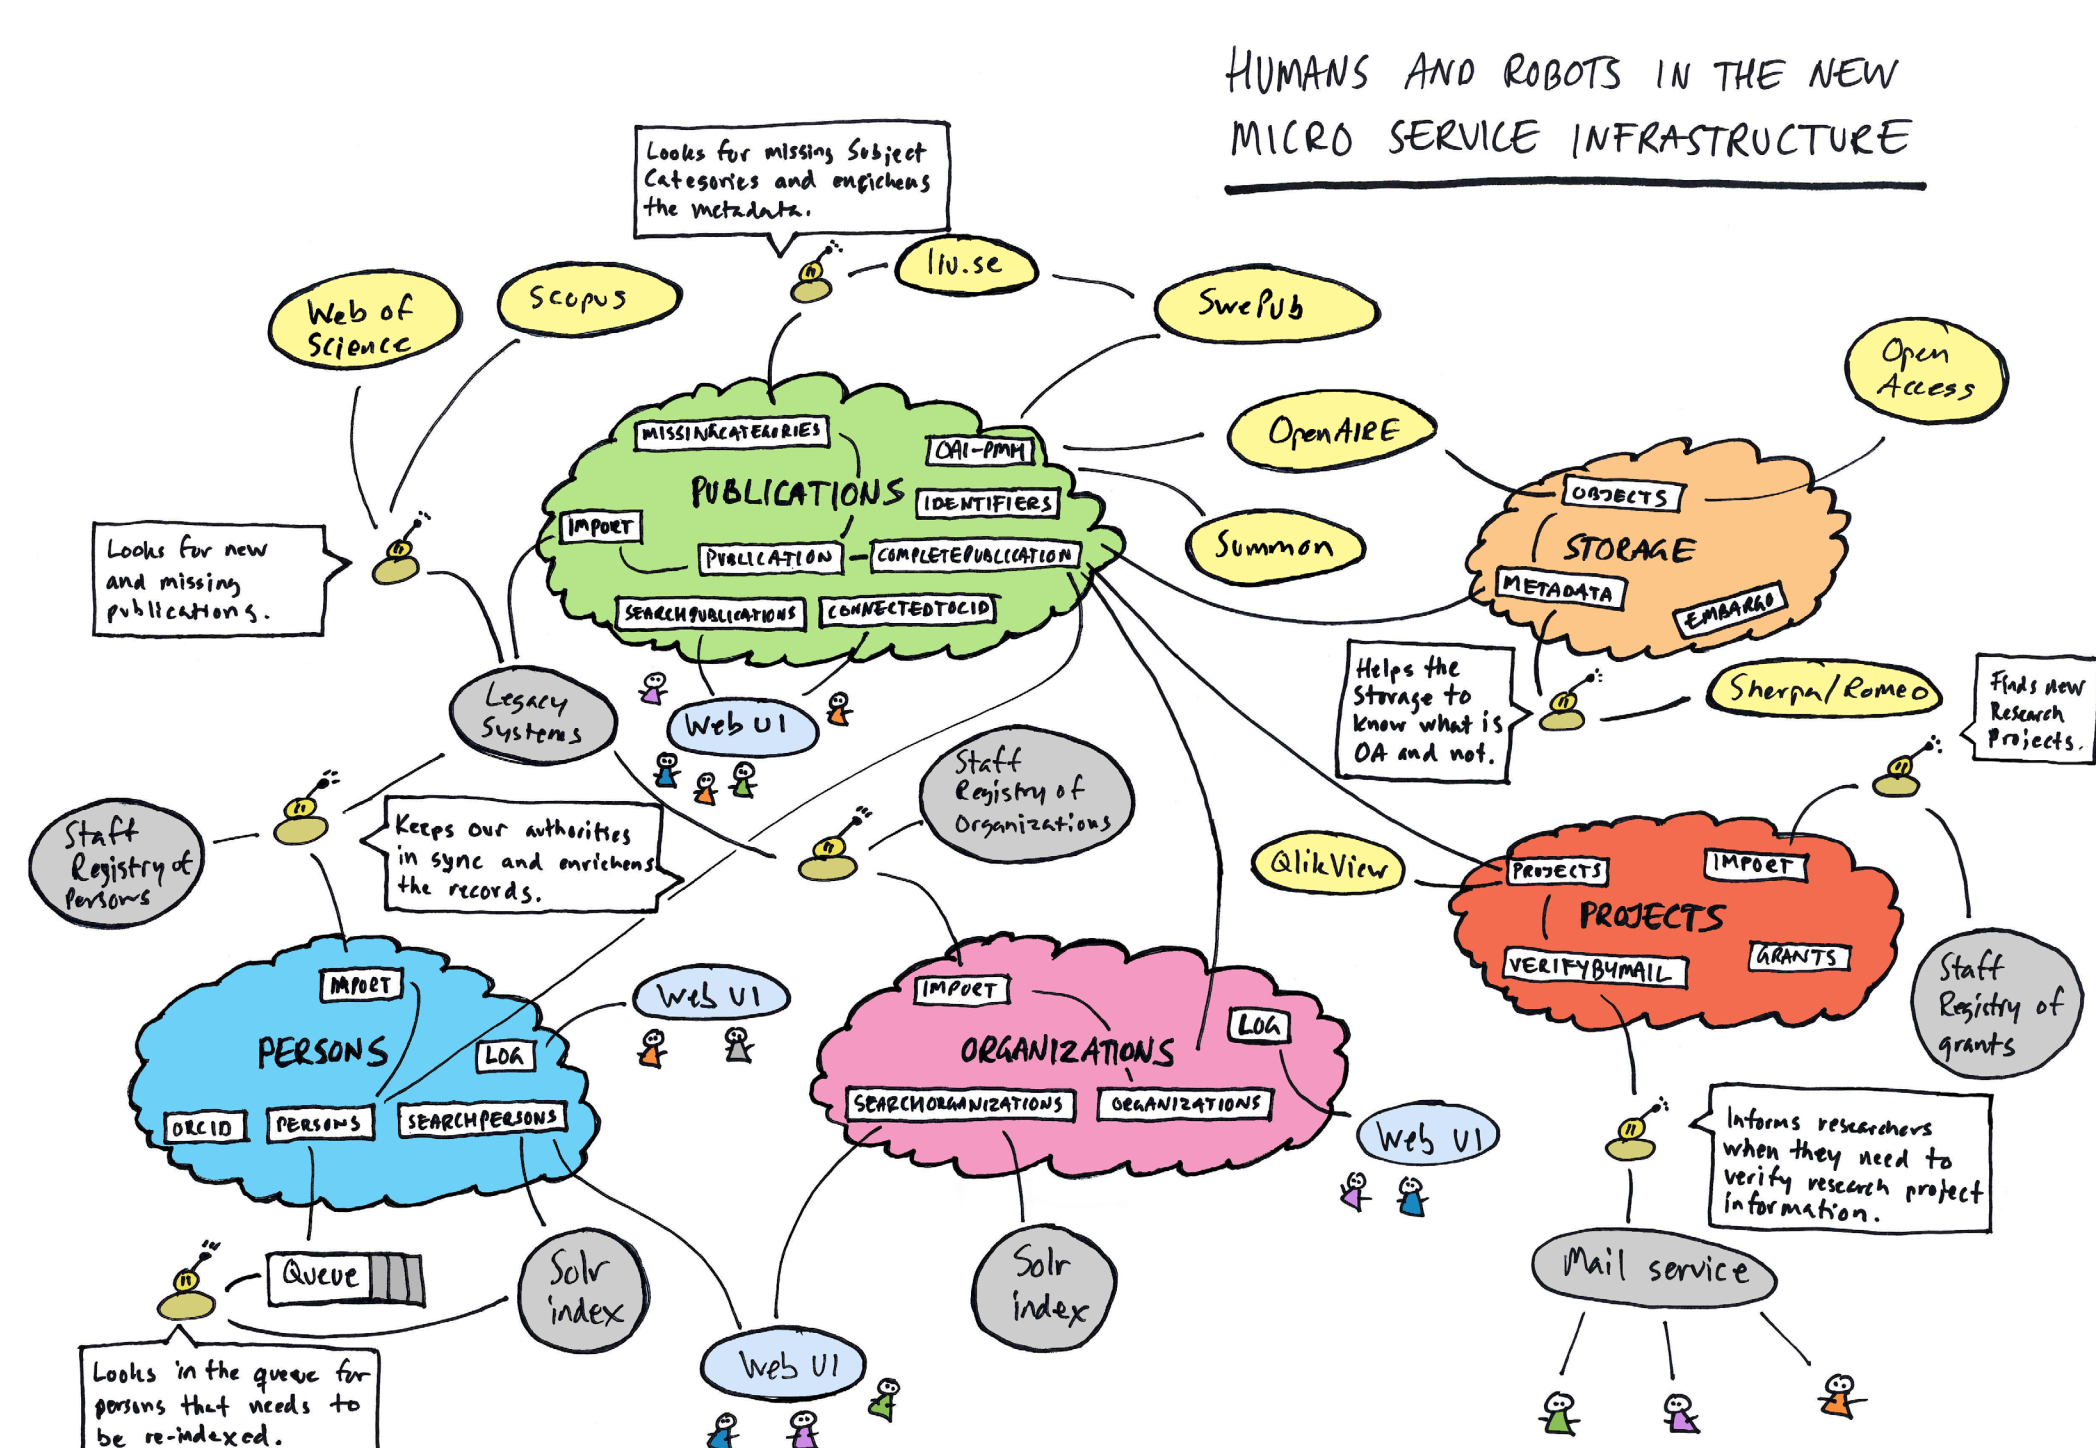 HUMANS AND ROBOTS IN THE NEW
MICRO SERVICE INFRASTRUCTURE
Looks for missing Subject
Categories and enrichens
the metadata.
liv.se
Web of
Science
Scopus
SwePub
Open
Access
OpenAIRE
Summon
MISSINGCATEGORIES
OAI-PMH
PUBLICATIONS
IDENTIFIERS
IMPORT
PUBLICATION
COMPLETEPUBLICATION
SEARCHPUBLICATIONS
CONNECTEDTOCID
OBJECTS
STORAGE
METADATA
EMBARGO
Looks for new
and missing
publications.
Legacy
Systems
Web UI
Helps the
Storage to
know what is
OA and not.
Sherpa/Romeo
Finds new
Research
Projects.
Staff
Registry of
Persons
Keeps our authorities
in sync and enrichens
the records.
Staff
Registry of
Organizations
QlikView
PROJECTS
IMPORT
PROJECTS
VERIFYBYMAIL
GRANTS
Staff
Registry of
grants
IMPORT
PERSONS
LOG
ORCID
PERSONS
SEARCHPERSONS
Web UI
IMPORT
LOG
ORGANIZATIONS
SEARCHORGANIZATIONS
ORGANIZATIONS
Web UI
Informs researchers
when they need to
verify research project
information.
Queue
Solr
index
Solr
index
Mail service
Web UI
Looks in the queue for
persons that needs to
be re-indexed.